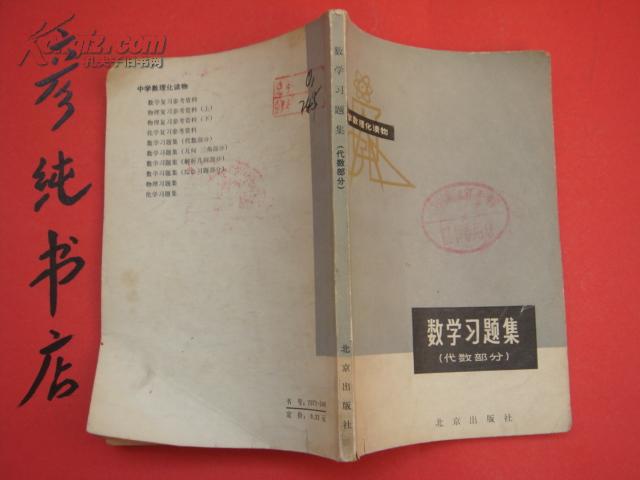 彦纯书店
Kongfz.com
孔夫子旧书网
中学数理化读物
数学复习参考资料
物理复习参考资料(上)
物理复习参考资料(下)
化学复习参考资料
数学习题集(代数部分)
数学习题集(几何 三角部分)
数学习题集(解析几何部分)
数学习题集(综合习题部分)
物理习题集
化学习题集
北京出版社
数学习题集(代数部分)
学数理化读物
数学习题集
(代数部分)
北京出版社